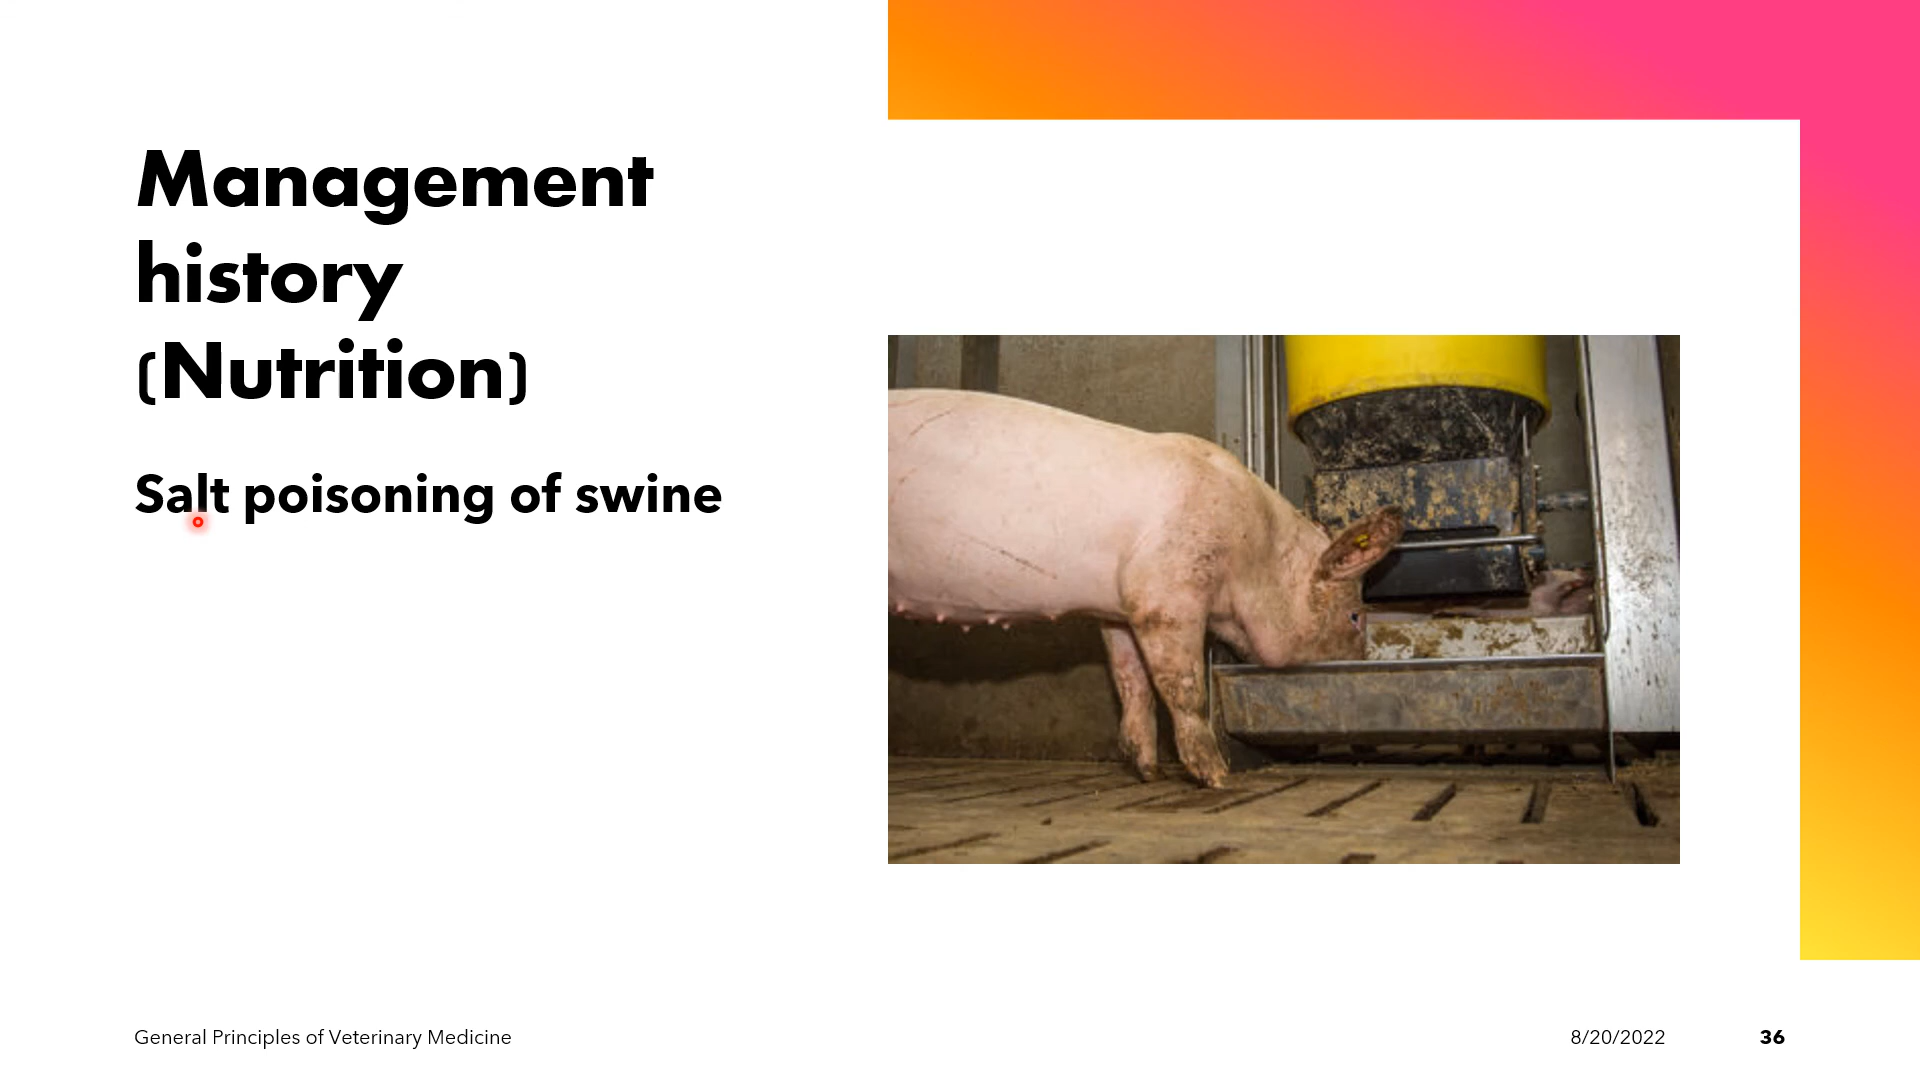 Management
history
(Nutrition)
Salt poisoning of swine
General Principles of Veterinary Medicine
8/20/2022
36